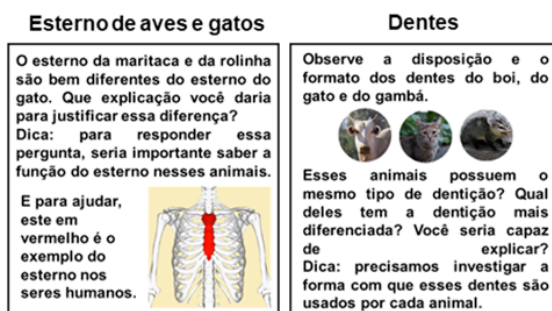 Esterno de aves e gatos
O esterno da maritaca e da rolinha
são bem diferentes do esterno do
gato. Que explicação você daria
para justificar essa diferença?
Dica: para responder essa
pergunta, seria importante saber a
função do esterno nesses animais.
E para ajudar,
este em
vermelho é o
exemplo do
esterno nos
seres humanos.
Dentes
Observe a disposição e o
formato dos dentes do boi, do
gato e do gambá.
Esses animais possuem o
mesmo tipo de dentição? Qual
deles tem a dentição mais
diferenciada? Você seria capaz
de explicar?
Dica: precisamos investigar a
forma com que esses dentes são
usados por cada animal.